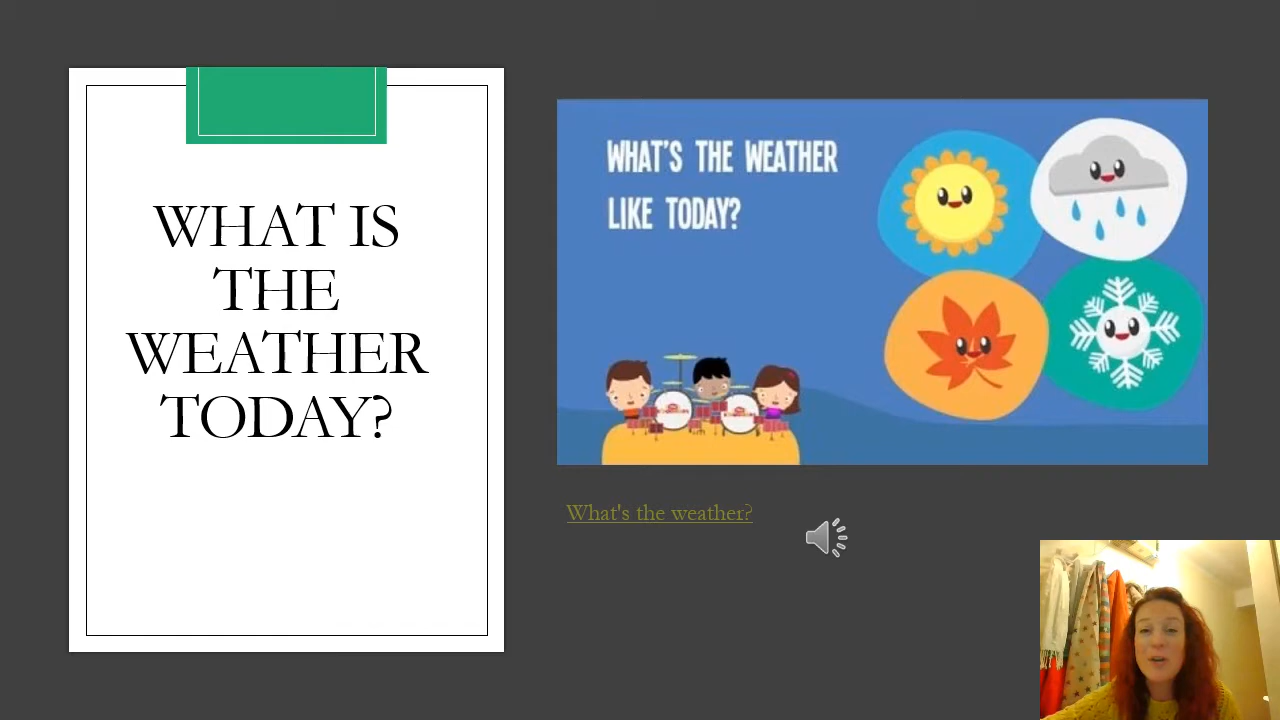 WHAT IS
THE
WEATHER
TODAY?
WHAT'S THE WEATHER
LIKE TODAY?
What's the weather?